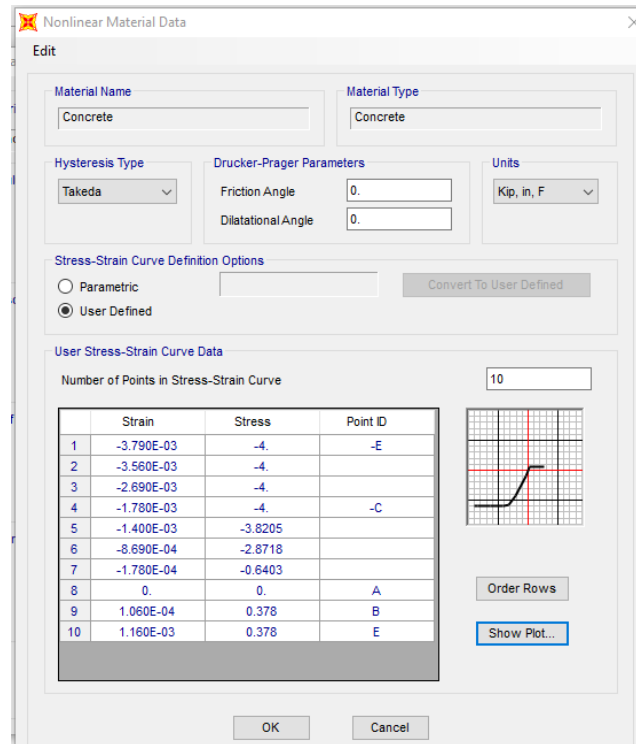 Nonlinear Material Data
Edit
Material Name
Concrete
Material Type
Concrete
Hysteresis Type
Takeda
Drucker-Prager Parameters
Friction Angle 0.
Dilatational Angle 0.
Units
Kip, in, F
Stress-Strain Curve Definition Options
Parametric
Convert To User Defined
User Defined
User Stress-Strain Curve Data
Number of Points in Stress-Strain Curve 10
Strain Stress Point ID
1 -3.790E-03 -4. -E
2 -3.560E-03 -4.
3 -2.690E-03 -4.
4 -1.780E-03 -4. -C
5 -1.400E-03 -3.8205
6 -8.690E-04 -2.8718
7 -1.780E-04 -0.6403
8 0. 0. A
9 1.060E-04 0.378 B
10 1.160E-03 0.378 E
Order Rows
Show Plot...
OK Cancel